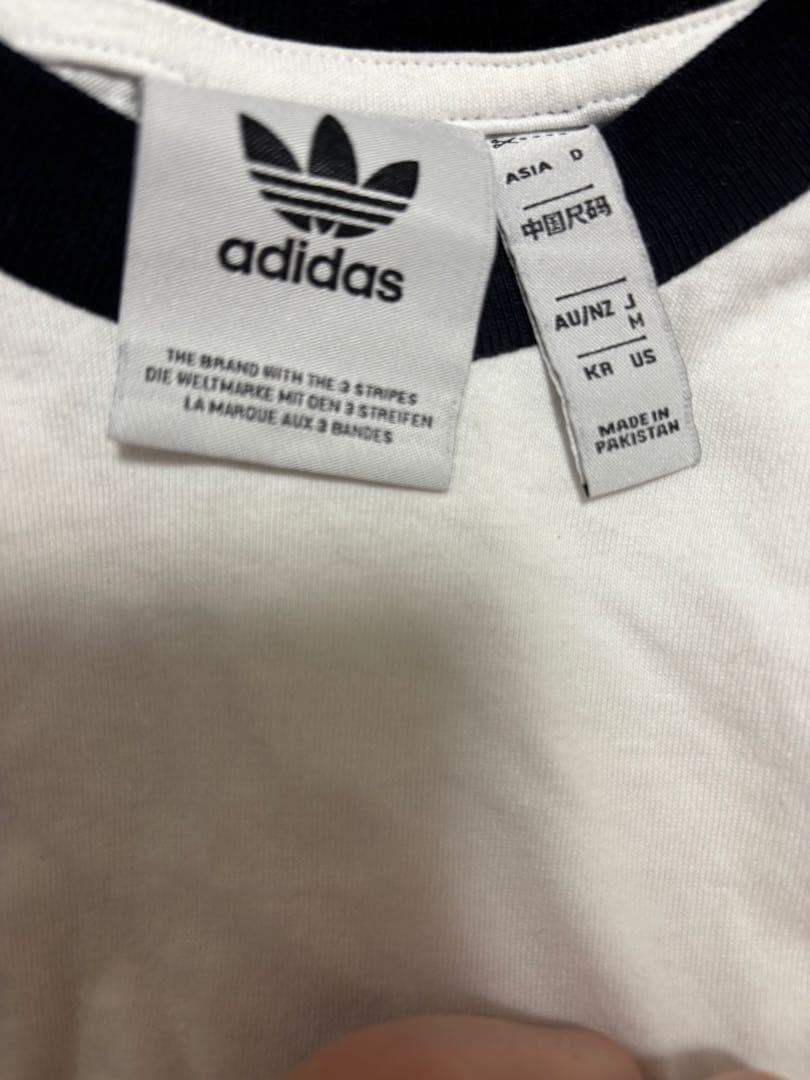 adidas
THE BRAND WITH THE 3 STRIPES
DIE WELTMARKE MIT DEN 3 STREIFEN
LA MARQUE AUX 3 BANDES
ASIA D
中国尺码
AU/NZ J
M
KR US
MADE IN
PAKISTAN